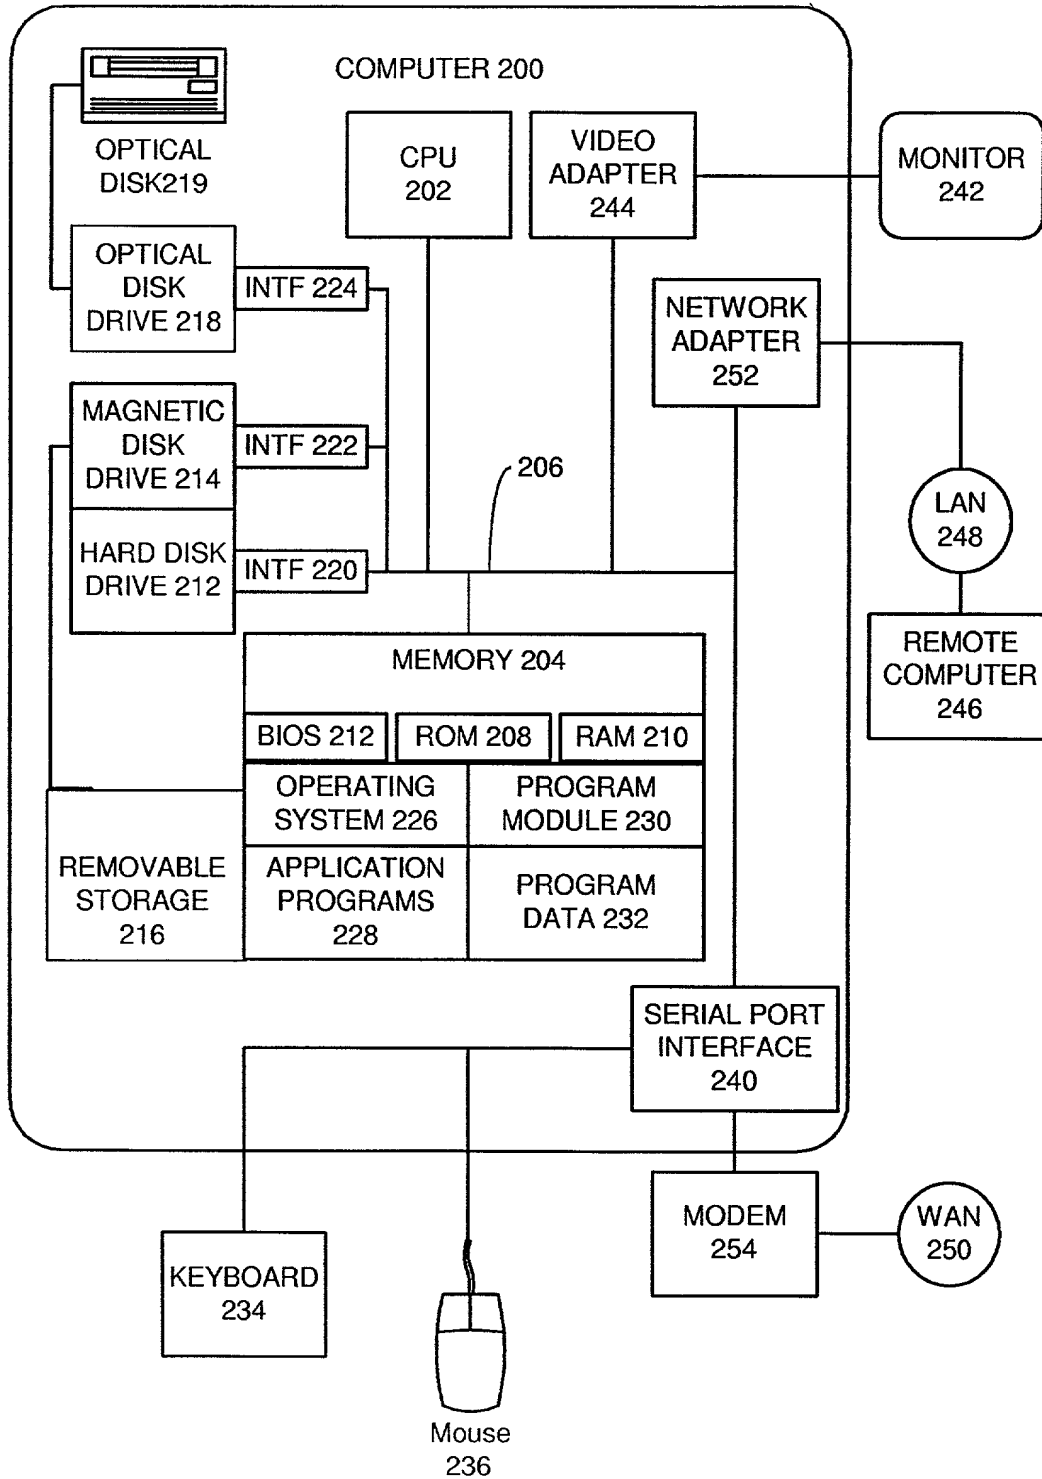 COMPUTER 200
OPTICAL
DISK219
CPU
202
VIDEO
ADAPTER
244
MONITOR
242
OPTICAL
DISK
DRIVE 218
INTF 224
NETWORK
ADAPTER
252
MAGNETIC
DISK
DRIVE 214
INTF 222
206
LAN
248
HARD DISK
DRIVE 212
INTF 220
REMOTE
COMPUTER
246
MEMORY 204
BIOS 212
ROM 208
RAM 210
OPERATING
SYSTEM 226
PROGRAM
MODULE 230
REMOVABLE
STORAGE
216
APPLICATION
PROGRAMS
228
PROGRAM
DATA 232
SERIAL PORT
INTERFACE
240
MODEM
254
WAN
250
KEYBOARD
234
Mouse
236